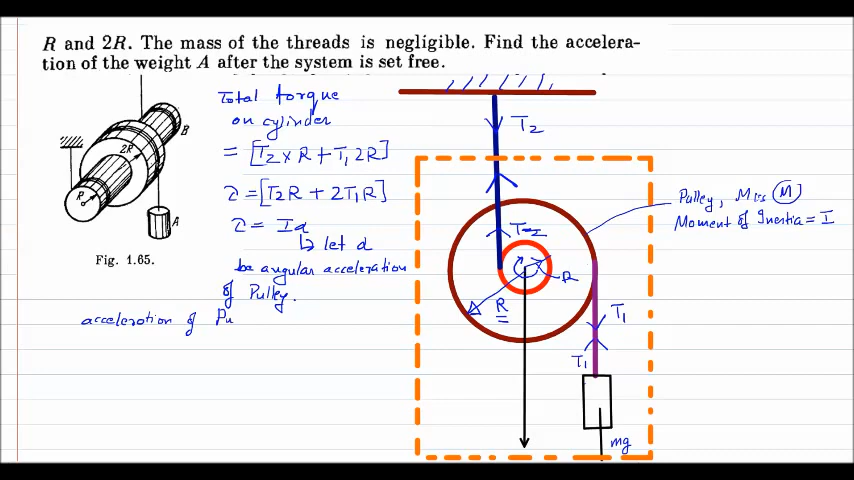 R and 2R. The mass of the threads is negligible. Find the accelera-
tion of the weight A after the system is set free.
Total torque
on cylinder
= [T2 x R + T1 2R]
τ = [T2R + 2T1R]
τ = Iα
↳ let α
be angular acceleration
of Pulley.
acceleration of Pu
B
2R
R
A
Fig. 1.65.
T2
T2
R
R
T1
T1
mg
Pulley, Mass M
Moment of Inertia = I